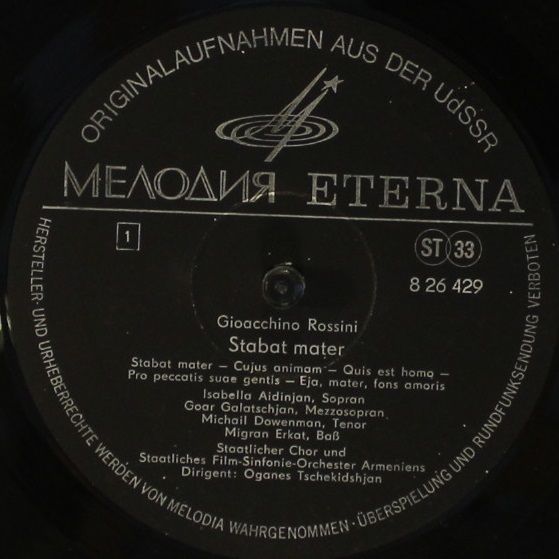 ORIGINALAUFNAHMEN AUS DER UdSSR
МЕЛОДИЯ ETERNA
1
ST 33
8 26 429
Gioacchino Rossini
Stabat mater
Stabat mater – Cujus animam – Quis est homo –
Pro peccatis suae gentis – Eja, mater, fons amoris
Isabella Aidinjan, Sopran
Goar Galatschjan, Mezzosopran
Michail Dowenman, Tenor
Migran Erkat, Baß
Staatlicher Chor und
Staatliches Film-Sinfonie-Orchester Armeniens
Dirigent: Oganes Tschekidshjan
HERSTELLER- UND URHEBERRECHTE WERDEN VON MELODIA WAHRGENOMMEN · ÜBERSPIELUNG UND RUNDFUNKSENDUNG VERBOTEN